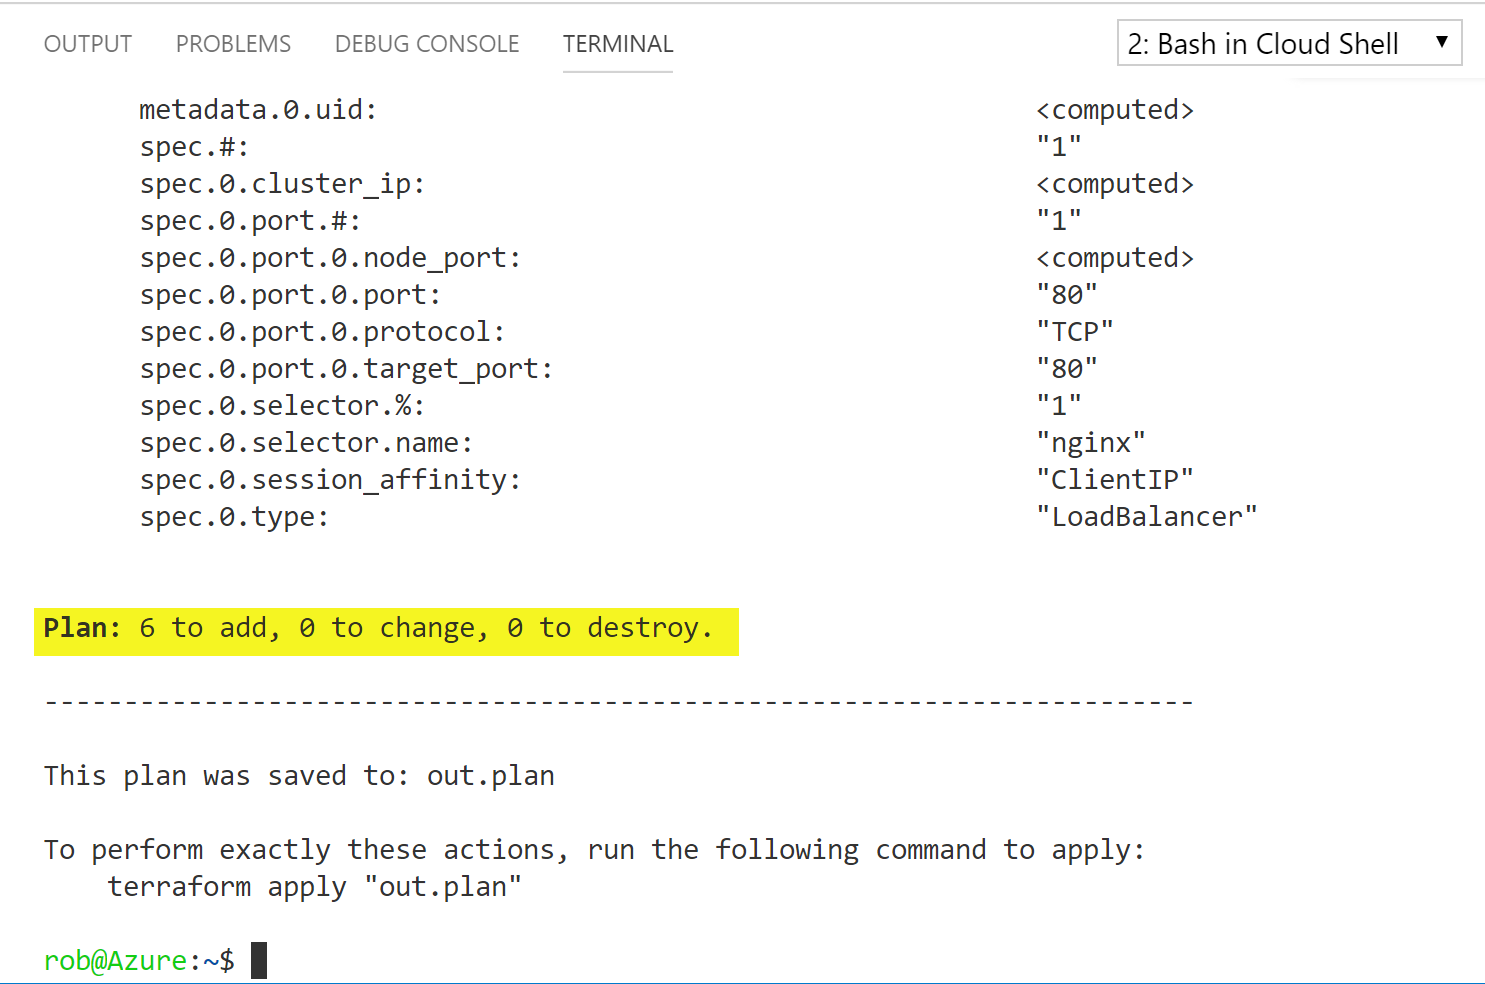 OUTPUT PROBLEMS DEBUG CONSOLE TERMINAL 2: Bash in Cloud Shell ▼
metadata.0.uid: <computed>
spec.#: "1"
spec.0.cluster_ip: <computed>
spec.0.port.#: "1"
spec.0.port.0.node_port: <computed>
spec.0.port.0.port: "80"
spec.0.port.0.protocol: "TCP"
spec.0.port.0.target_port: "80"
spec.0.selector.%: "1"
spec.0.selector.name: "nginx"
spec.0.session_affinity: "ClientIP"
spec.0.type: "LoadBalancer"
Plan: 6 to add, 0 to change, 0 to destroy.
------------------------------------------------------------------------
This plan was saved to: out.plan
To perform exactly these actions, run the following command to apply:
terraform apply "out.plan"
rob@Azure:~$